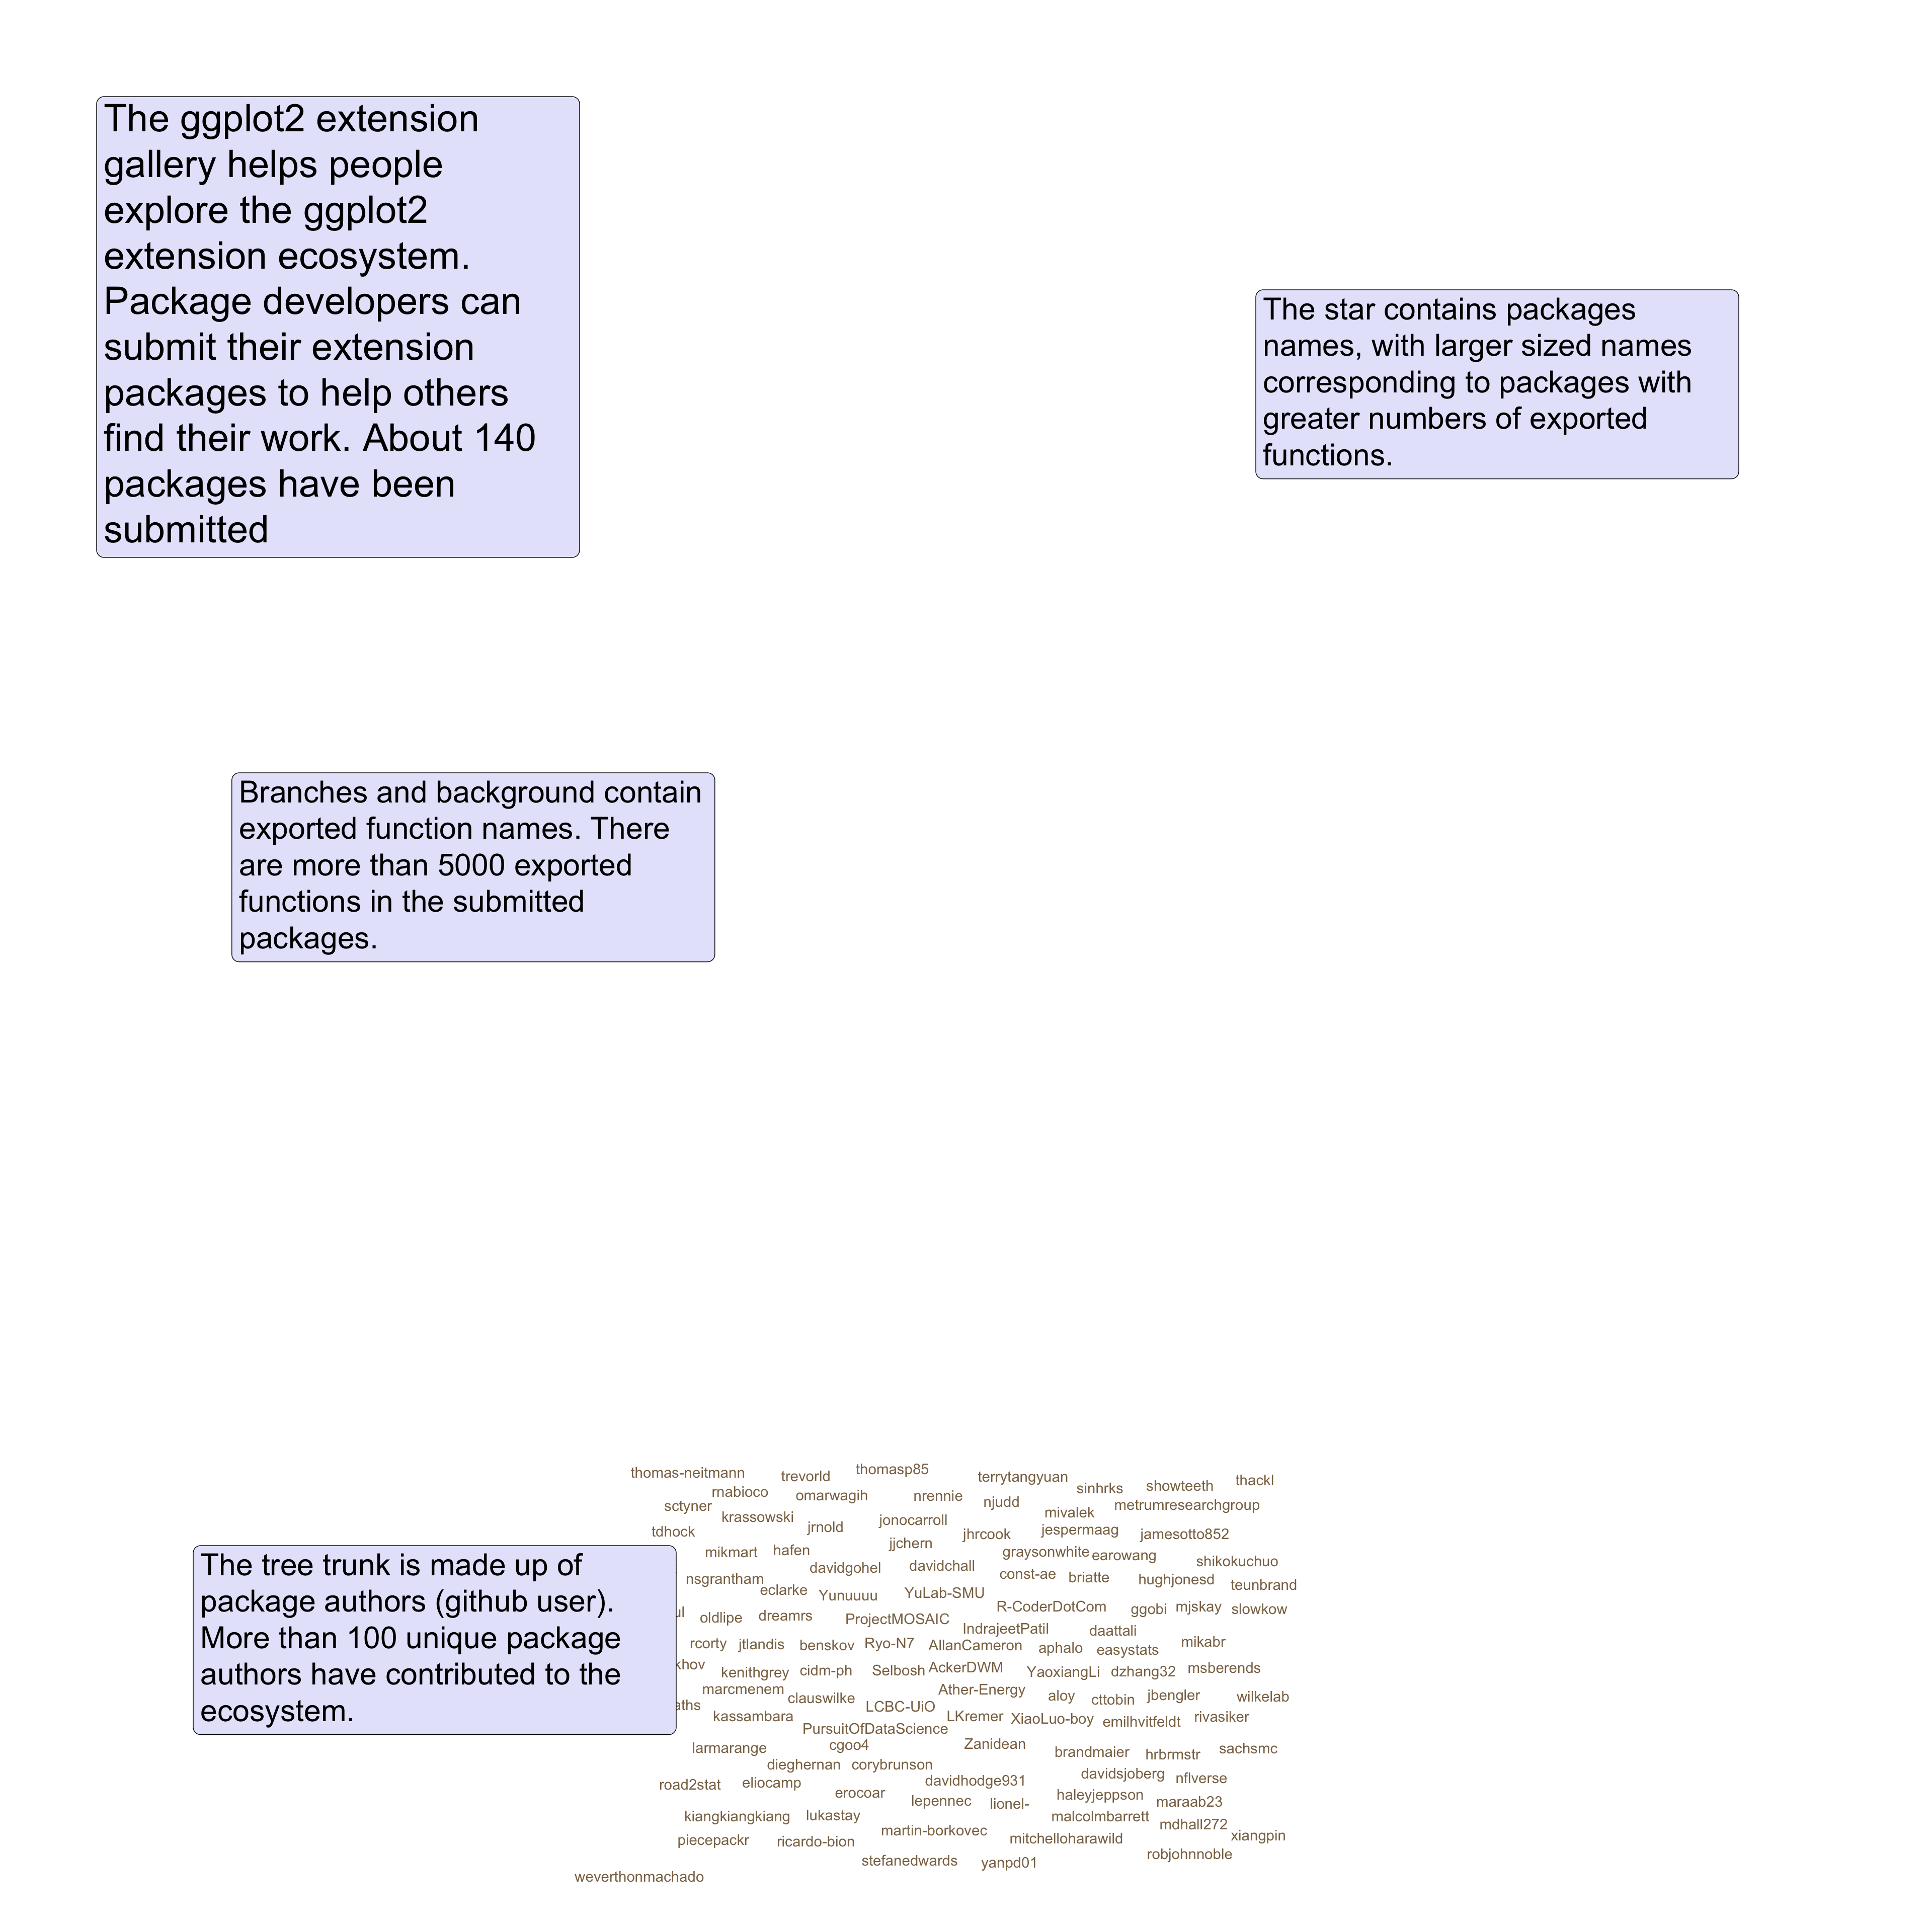 The ggplot2 extension
gallery helps people
explore the ggplot2
extension ecosystem.
Package developers can
submit their extension
packages to help others
find their work. About 140
packages have been
submitted
The star contains packages
names, with larger sized names
corresponding to packages with
greater numbers of exported
functions.
Branches and background contain
exported function names. There
are more than 5000 exported
functions in the submitted
packages.
The tree trunk is made up of
package authors (github user).
More than 100 unique package
authors have contributed to the
ecosystem.
thomas-neitmann trevorld thomasp85 terrytangyuan sinhrks showteeth thackl
rnabioco omarwagih nrennie njudd mivalek metrumresearchgroup
sctyner krassowski jrnold jonocarroll jhrcook jespermaag jamesotto852
tdhock mikmart hafen jjchern graysonwhite earowang shikokuchuo
nsgrantham eclarke davidgohel davidchall const-ae briatte hughjonesd teunbrand
Yunuuuu YuLab-SMU R-CoderDotCom ggobi mjskay slowkow
ul oldlipe dreamrs ProjectMOSAIC IndrajeetPatil daattali
rcorty jtlandis benskov Ryo-N7 AllanCameron aphalo easystats mikabr
khov kenithgrey cidm-ph Selbosh AckerDWM YaoxiangLi dzhang32 msberends
marcmenem clauswilke Ather-Energy aloy cttobin jbengler wilkelab
aths kassambara LCBC-UiO LKremer XiaoLuo-boy emilhvitfeldt rivasiker
PursuitOfDataScience
larmarange cgoo4 Zanidean brandmaier hrbrmstr sachsmc
dieghernan corybrunson davidsjoberg nflverse
road2stat eliocamp erocoar davidhodge931 haleyjeppson maraab23
lepennec lionel-
kiangkiangkiang lukastay malcolmbarrett mdhall272
piecepackr ricardo-bion martin-borkovec mitchelloharawild xiangpin
stefanedwards yanpd01 robjohnnoble
weverthonmachado